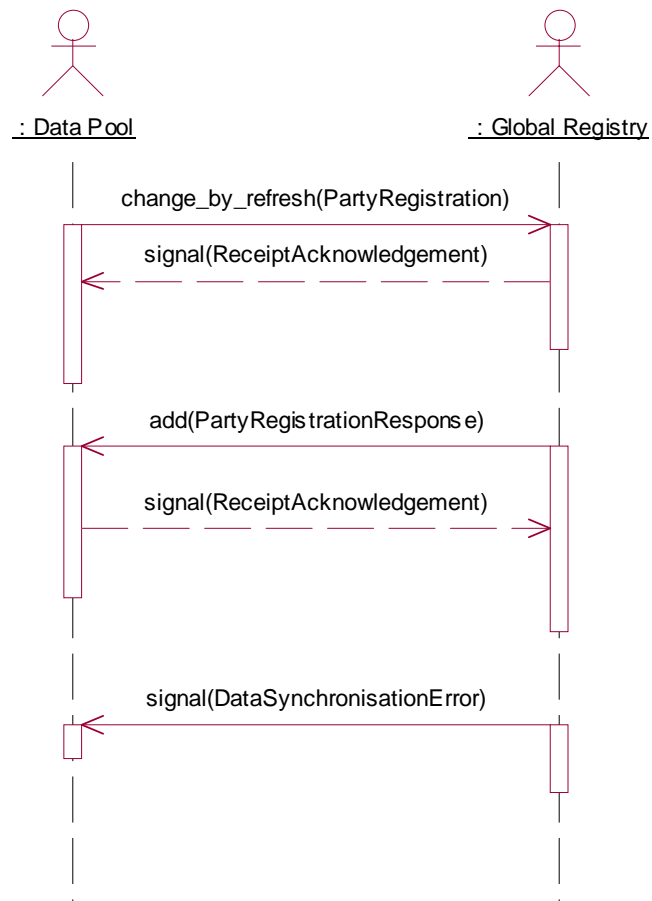 : Data Pool
: Global Registry
change_by_refresh(PartyRegistration)
signal(ReceiptAcknowledgement)
add(PartyRegistrationResponse)
signal(ReceiptAcknowledgement)
signal(DataSynchronisationError)